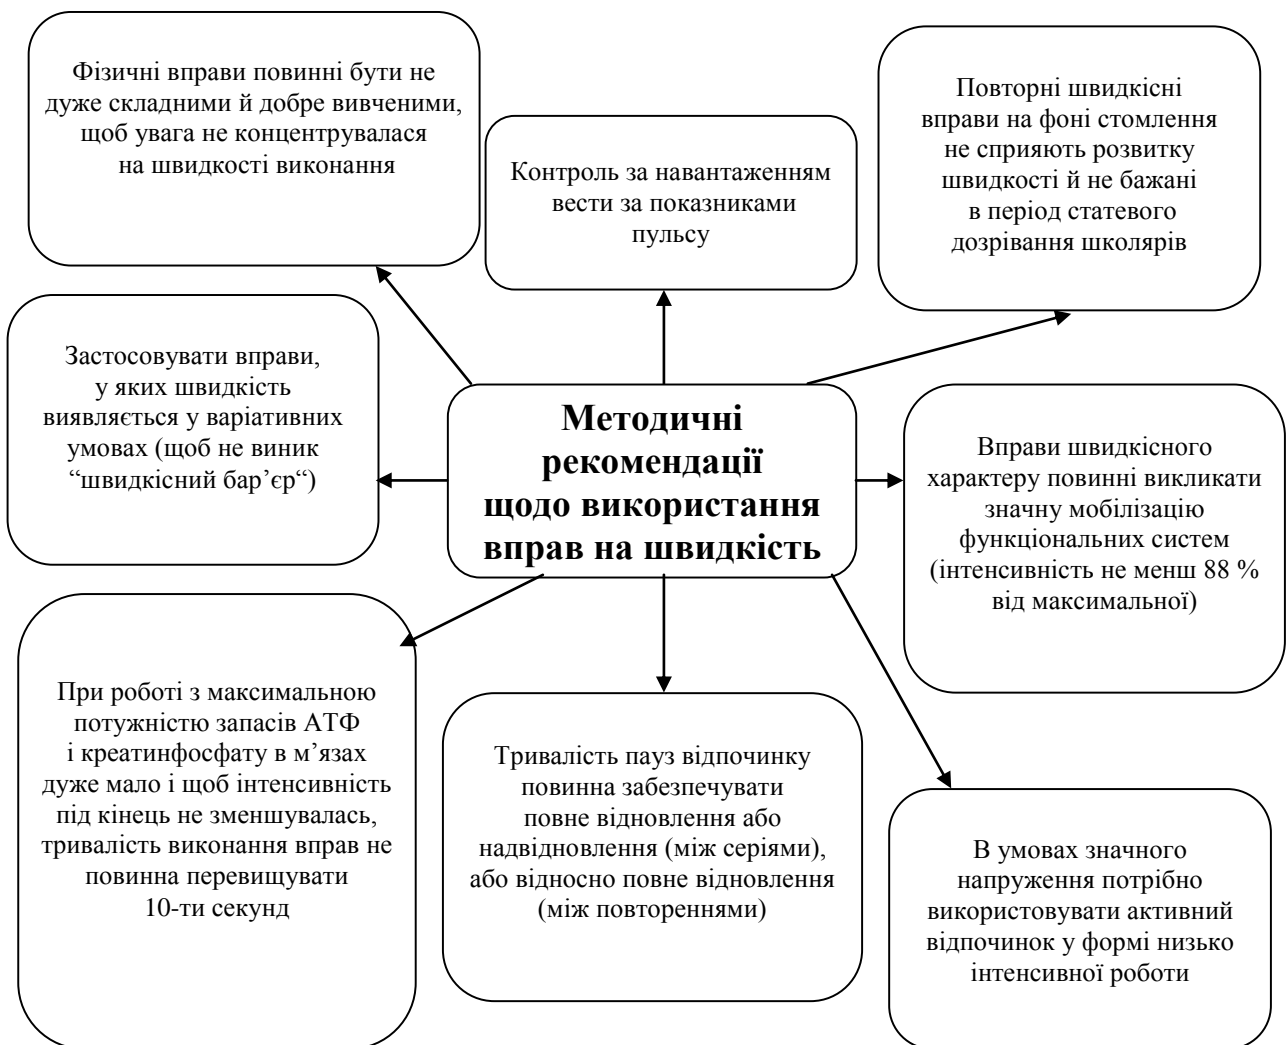 Фізичні вправи повинні бути не
дуже складними й добре вивченими,
щоб увага не концентрувалася
на швидкості виконання
Контроль за навантаженням
вести за показниками
пульсу
Повторні швидкісні
вправи на фоні стомлення
не сприяють розвитку
швидкості й не бажані
в період статевого
дозрівання школярів
Застосовувати вправи,
у яких швидкість
виявляється у варіативних
умовах (щоб не виник
“швидкісний бар’єр“)
Методичні
рекомендації
щодо використання
вправ на швидкість
Вправи швидкісного
характеру повинні викликати
значну мобілізацію
функціональних систем
(інтенсивність не менш 88 %
від максимальної)
При роботі з максимальною
потужністю запасів АТФ
і креатинфосфату в м’язах
дуже мало і щоб інтенсивність
під кінець не зменшувалась,
тривалість виконання вправ не
повинна перевищувати
10-ти секунд
Тривалість пауз відпочинку
повинна забезпечувати
повне відновлення або
надвідновлення (між серіями),
або відносно повне відновлення
(між повтореннями)
В умовах значного
напруження потрібно
використовувати активний
відпочинок у формі низько
інтенсивної роботи